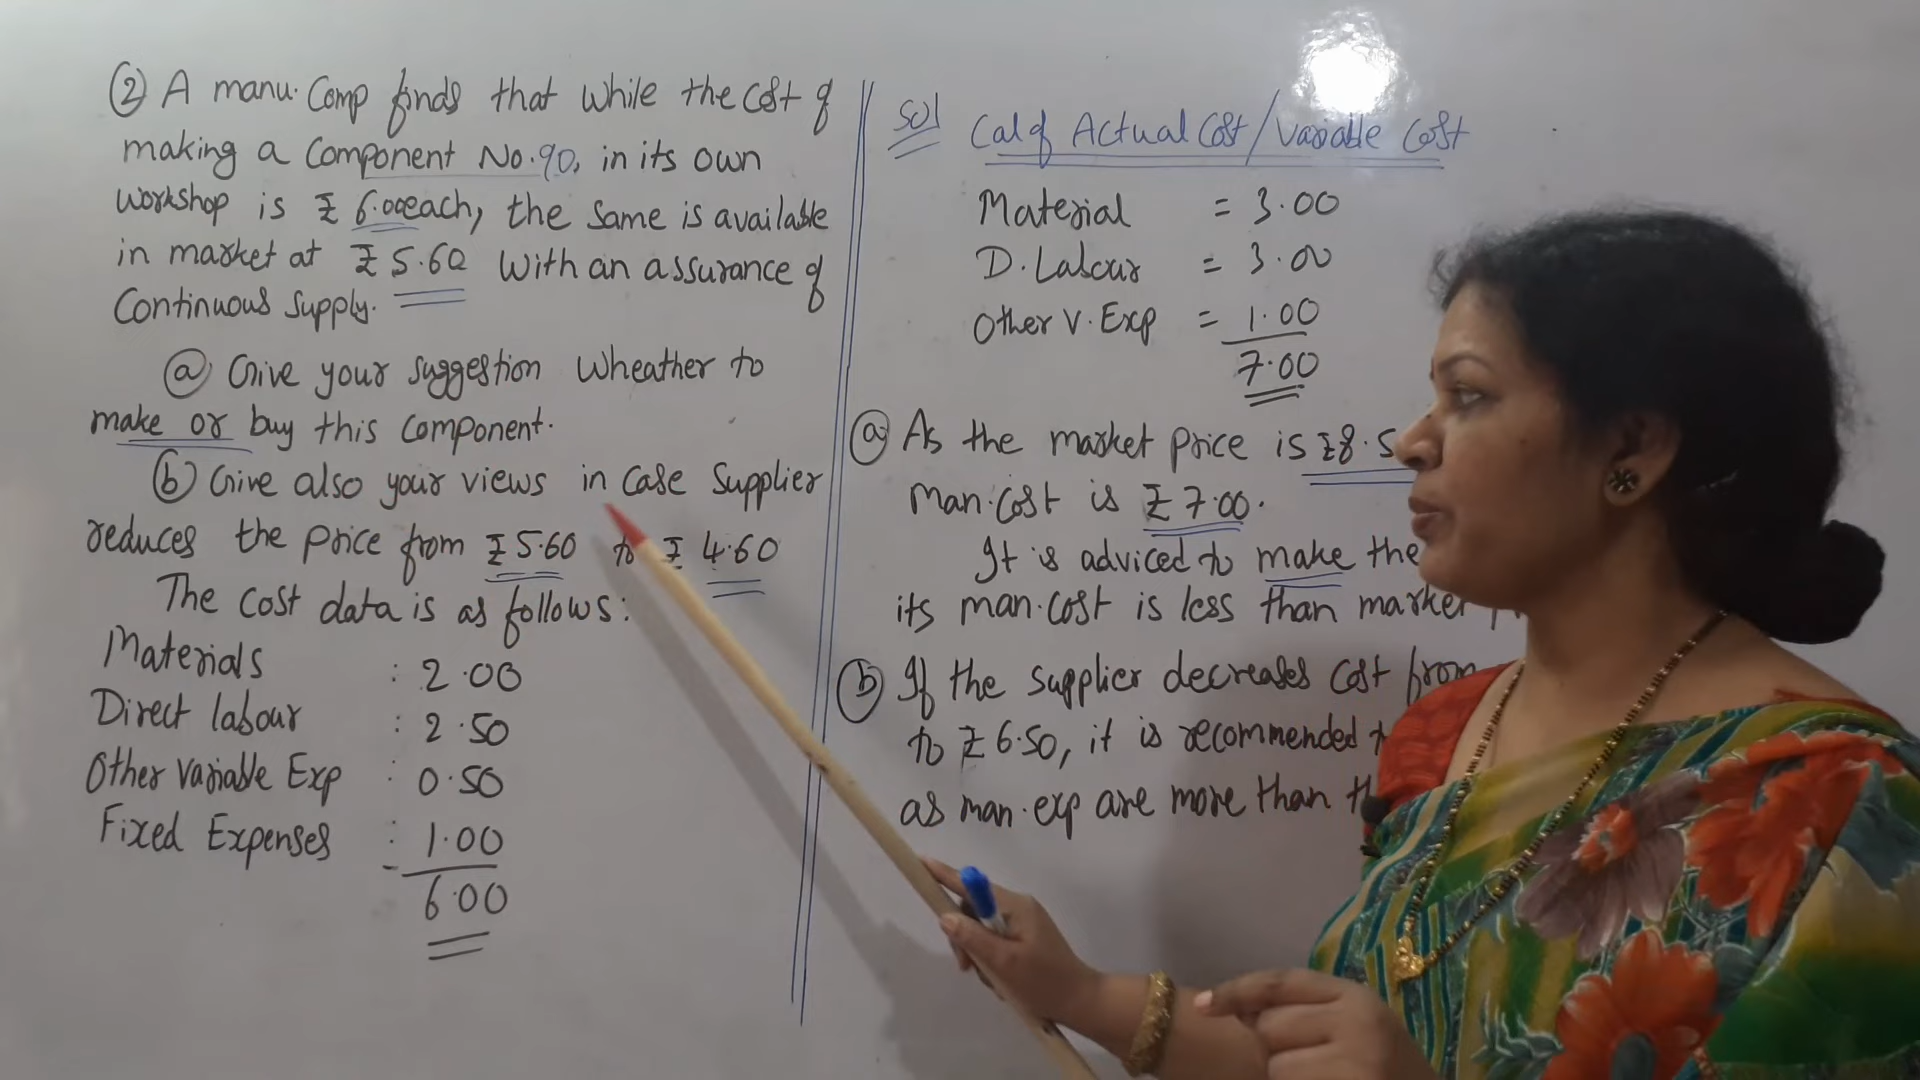 ② A manu. Comp finds that while the cost of
making a Component No.90, in its own
workshop is ₹ 6.00 each, the same is available
in market at ₹ 5.60 with an assurance of
Continuous supply.
ⓐ Give your suggestion wheather to
make or buy this component.
ⓑ Give also your views in case supplier
reduces the price from ₹ 5.60 to ₹ 4.60
The cost data is as follows:
Materials : 2.00
Direct labour : 2.50
Other Variable Exp : 0.50
Fixed Expenses : 1.00
6.00
Sol Cal of Actual Cost/Variable Cost
Material = 3.00
D. Labour = 3.00
Other V. Exp = 1.00
7.00
ⓐ As the market price is ₹8.5
man.cost is ₹ 7.00.
It is adviced to make the
its man.cost is less than market
ⓑ If the supplier decreases cost from
to ₹ 6.50, it is recommended
as man.exp are more than